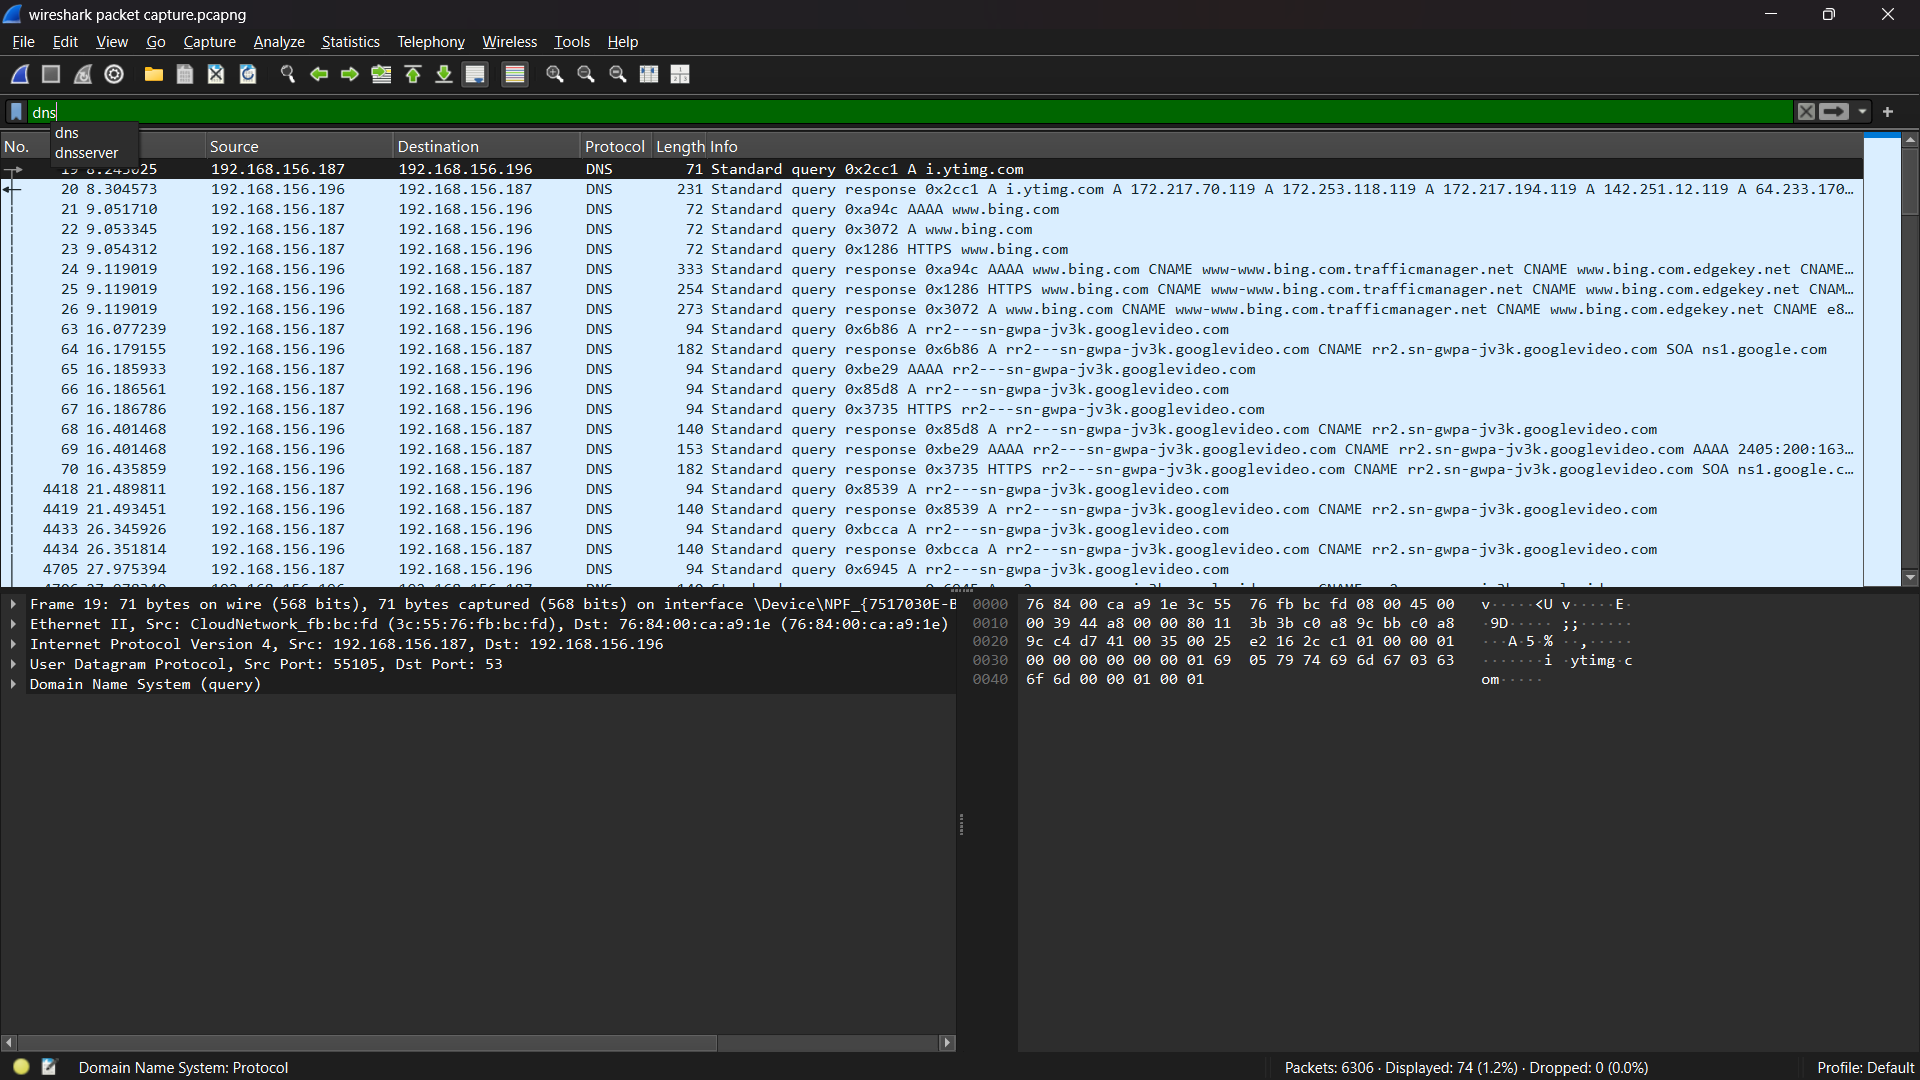 wireshark packet capture.pcapng
File Edit View Go Capture Analyze Statistics Telephony Wireless Tools Help
dns
dns
dnsserver
No. Source Destination Protocol Length Info
192.168.156.187 192.168.156.196 DNS 71 Standard query 0x2cc1 A i.ytimg.com
20 8.304573 192.168.156.196 192.168.156.187 DNS 231 Standard query response 0x2cc1 A i.ytimg.com A 172.217.70.119 A 172.253.118.119 A 172.217.194.119 A 142.251.12.119 A 64.233.170…
21 9.051710 192.168.156.187 192.168.156.196 DNS 72 Standard query 0xa94c AAAA www.bing.com
22 9.053345 192.168.156.187 192.168.156.196 DNS 72 Standard query 0x3072 A www.bing.com
23 9.054312 192.168.156.187 192.168.156.196 DNS 72 Standard query 0x1286 HTTPS www.bing.com
24 9.119019 192.168.156.196 192.168.156.187 DNS 333 Standard query response 0xa94c AAAA www.bing.com CNAME www-www.bing.com.trafficmanager.net CNAME www.bing.com.edgekey.net CNAME…
25 9.119019 192.168.156.196 192.168.156.187 DNS 254 Standard query response 0x1286 HTTPS www.bing.com CNAME www-www.bing.com.trafficmanager.net CNAME www.bing.com.edgekey.net CNAM…
26 9.119019 192.168.156.196 192.168.156.187 DNS 273 Standard query response 0x3072 A www.bing.com CNAME www-www.bing.com.trafficmanager.net CNAME www.bing.com.edgekey.net CNAME e8…
63 16.077239 192.168.156.187 192.168.156.196 DNS 94 Standard query 0x6b86 A rr2---sn-gwpa-jv3k.googlevideo.com
64 16.179155 192.168.156.196 192.168.156.187 DNS 182 Standard query response 0x6b86 A rr2---sn-gwpa-jv3k.googlevideo.com CNAME rr2.sn-gwpa-jv3k.googlevideo.com SOA ns1.google.com
65 16.185933 192.168.156.187 192.168.156.196 DNS 94 Standard query 0xbe29 AAAA rr2---sn-gwpa-jv3k.googlevideo.com
66 16.186561 192.168.156.187 192.168.156.196 DNS 94 Standard query 0x85d8 A rr2---sn-gwpa-jv3k.googlevideo.com
67 16.186786 192.168.156.187 192.168.156.196 DNS 94 Standard query 0x3735 HTTPS rr2---sn-gwpa-jv3k.googlevideo.com
68 16.401468 192.168.156.196 192.168.156.187 DNS 140 Standard query response 0x85d8 A rr2---sn-gwpa-jv3k.googlevideo.com CNAME rr2.sn-gwpa-jv3k.googlevideo.com
69 16.401468 192.168.156.196 192.168.156.187 DNS 153 Standard query response 0xbe29 AAAA rr2---sn-gwpa-jv3k.googlevideo.com CNAME rr2.sn-gwpa-jv3k.googlevideo.com AAAA 2405:200:163…
70 16.435859 192.168.156.196 192.168.156.187 DNS 182 Standard query response 0x3735 HTTPS rr2---sn-gwpa-jv3k.googlevideo.com CNAME rr2.sn-gwpa-jv3k.googlevideo.com SOA ns1.google.c…
4418 21.489811 192.168.156.187 192.168.156.196 DNS 94 Standard query 0x8539 A rr2---sn-gwpa-jv3k.googlevideo.com
4419 21.493451 192.168.156.196 192.168.156.187 DNS 140 Standard query response 0x8539 A rr2---sn-gwpa-jv3k.googlevideo.com CNAME rr2.sn-gwpa-jv3k.googlevideo.com
4433 26.345926 192.168.156.187 192.168.156.196 DNS 94 Standard query 0xbcca A rr2---sn-gwpa-jv3k.googlevideo.com
4434 26.351814 192.168.156.196 192.168.156.187 DNS 140 Standard query response 0xbcca A rr2---sn-gwpa-jv3k.googlevideo.com CNAME rr2.sn-gwpa-jv3k.googlevideo.com
4705 27.975394 192.168.156.187 192.168.156.196 DNS 94 Standard query 0x6945 A rr2---sn-gwpa-jv3k.googlevideo.com
Frame 19: 71 bytes on wire (568 bits), 71 bytes captured (568 bits) on interface \Device\NPF_{7517030E-B
Ethernet II, Src: CloudNetwork_fb:bc:fd (3c:55:76:fb:bc:fd), Dst: 76:84:00:ca:a9:1e (76:84:00:ca:a9:1e)
Internet Protocol Version 4, Src: 192.168.156.187, Dst: 192.168.156.196
User Datagram Protocol, Src Port: 55105, Dst Port: 53
Domain Name System (query)
0000 76 84 00 ca a9 1e 3c 55 76 fb bc fd 08 00 45 00 v·····<U v·····E·
0010 00 39 44 a8 00 00 80 11 3b 3b c0 a8 9c bb c0 a8 ·9D····· ;;······
0020 9c c4 d7 41 00 35 00 25 e2 16 2c c1 01 00 00 01 ···A·5·% ··,·····
0030 00 00 00 00 00 00 01 69 05 79 74 69 6d 67 03 63 ·······i ·ytimg·c
0040 6f 6d 00 00 01 00 01 om·····
Domain Name System: Protocol
Packets: 6306 · Displayed: 74 (1.2%) · Dropped: 0 (0.0%)
Profile: Default